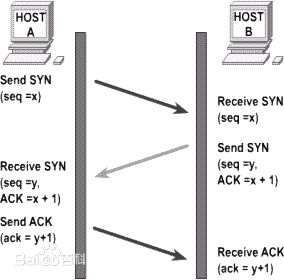 HOST
A
HOST
B
Send SYN
(seq =x)
Receive SYN
(seq =x)
Send SYN
(seq =y,
ACK =x + 1)
Receive SYN
(seq =y,
ACK =x + 1)
Send ACK
(ack = y+1)
Receive ACK
(ack = y+1)